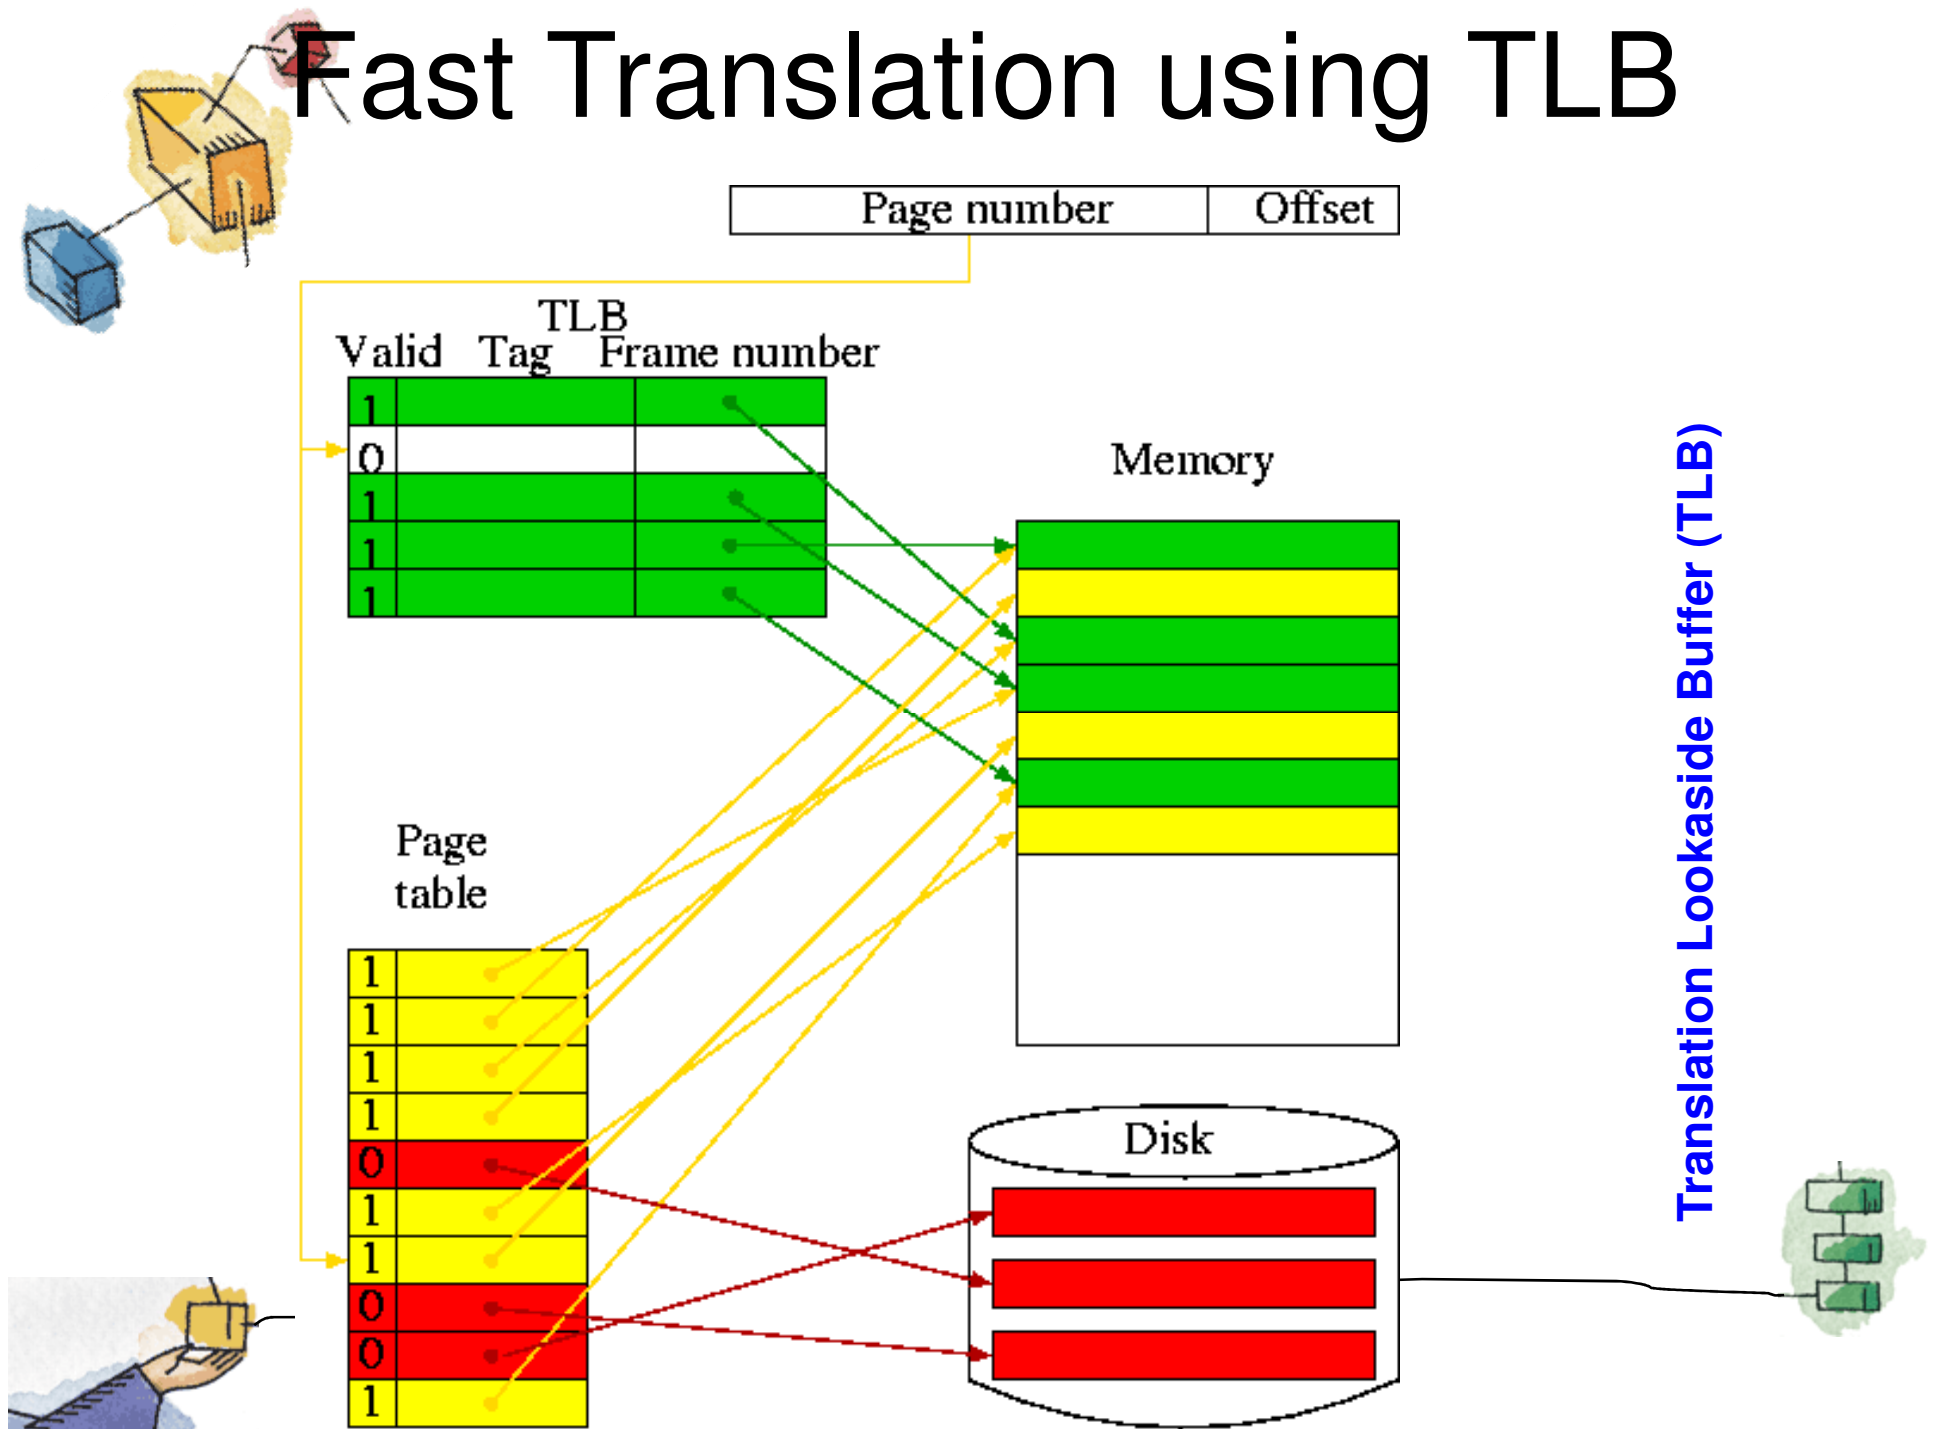 Fast Translation using TLB
Page number Offset
TLB
Valid Tag Frame number
1
0
1
1
1
Memory
Translation Lookaside Buffer (TLB)
Page
table
1
1
1
1
0
1
1
0
0
1
Disk